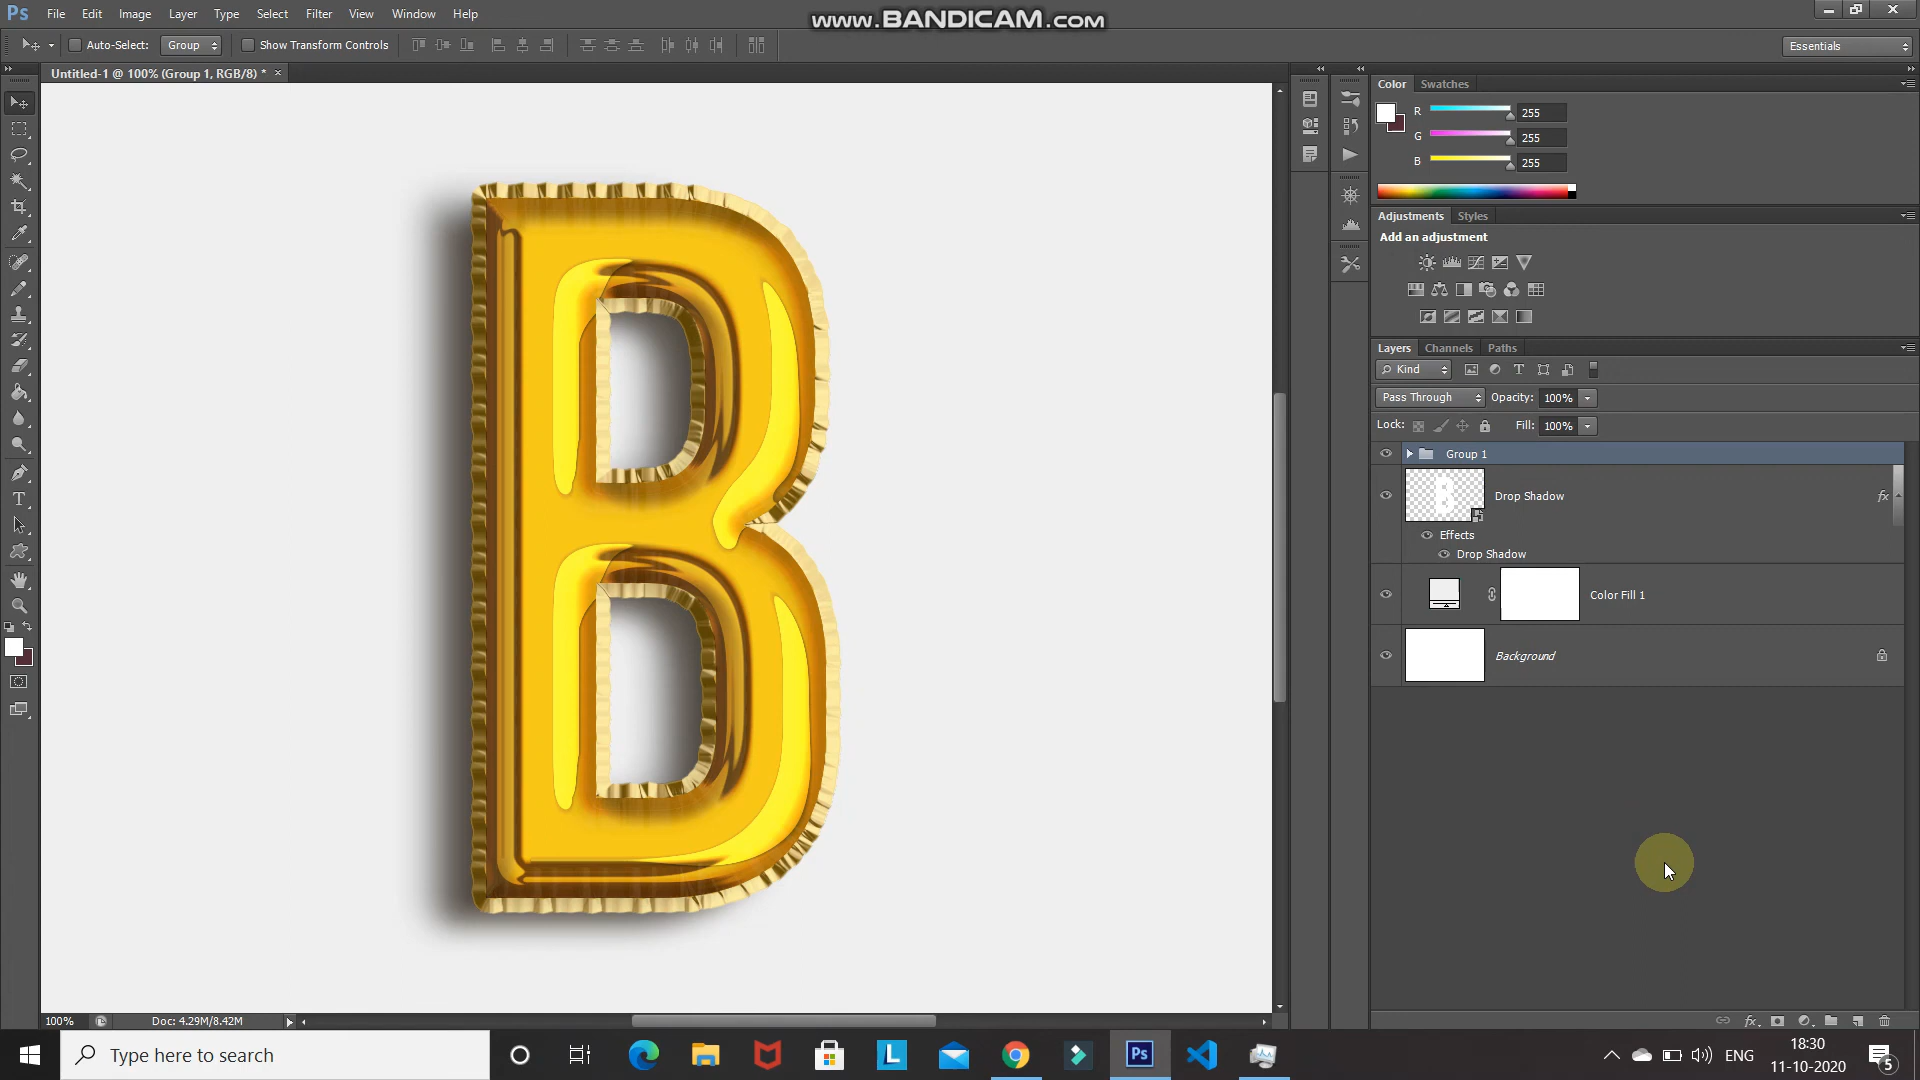 www.BANDICAM.COM
Ps File Edit Image Layer Type Select Filter View Window Help
Auto-Select: Group Show Transform Controls Essentials
Untitled-1 @ 100% (Group 1, RGB/8) * ×
Color Swatches
R 255
G 255
B 255
Adjustments Styles
Add an adjustment
Layers Channels Paths
Kind
Pass Through Opacity: 100%
Lock: Fill: 100%
Group 1
Drop Shadow fx
Effects
Drop Shadow
Color Fill 1
Background
B
100% Doc: 4.29M/8.42M
fx
Type here to search
L
Ps
ENG
18:30
11-10-2020
5